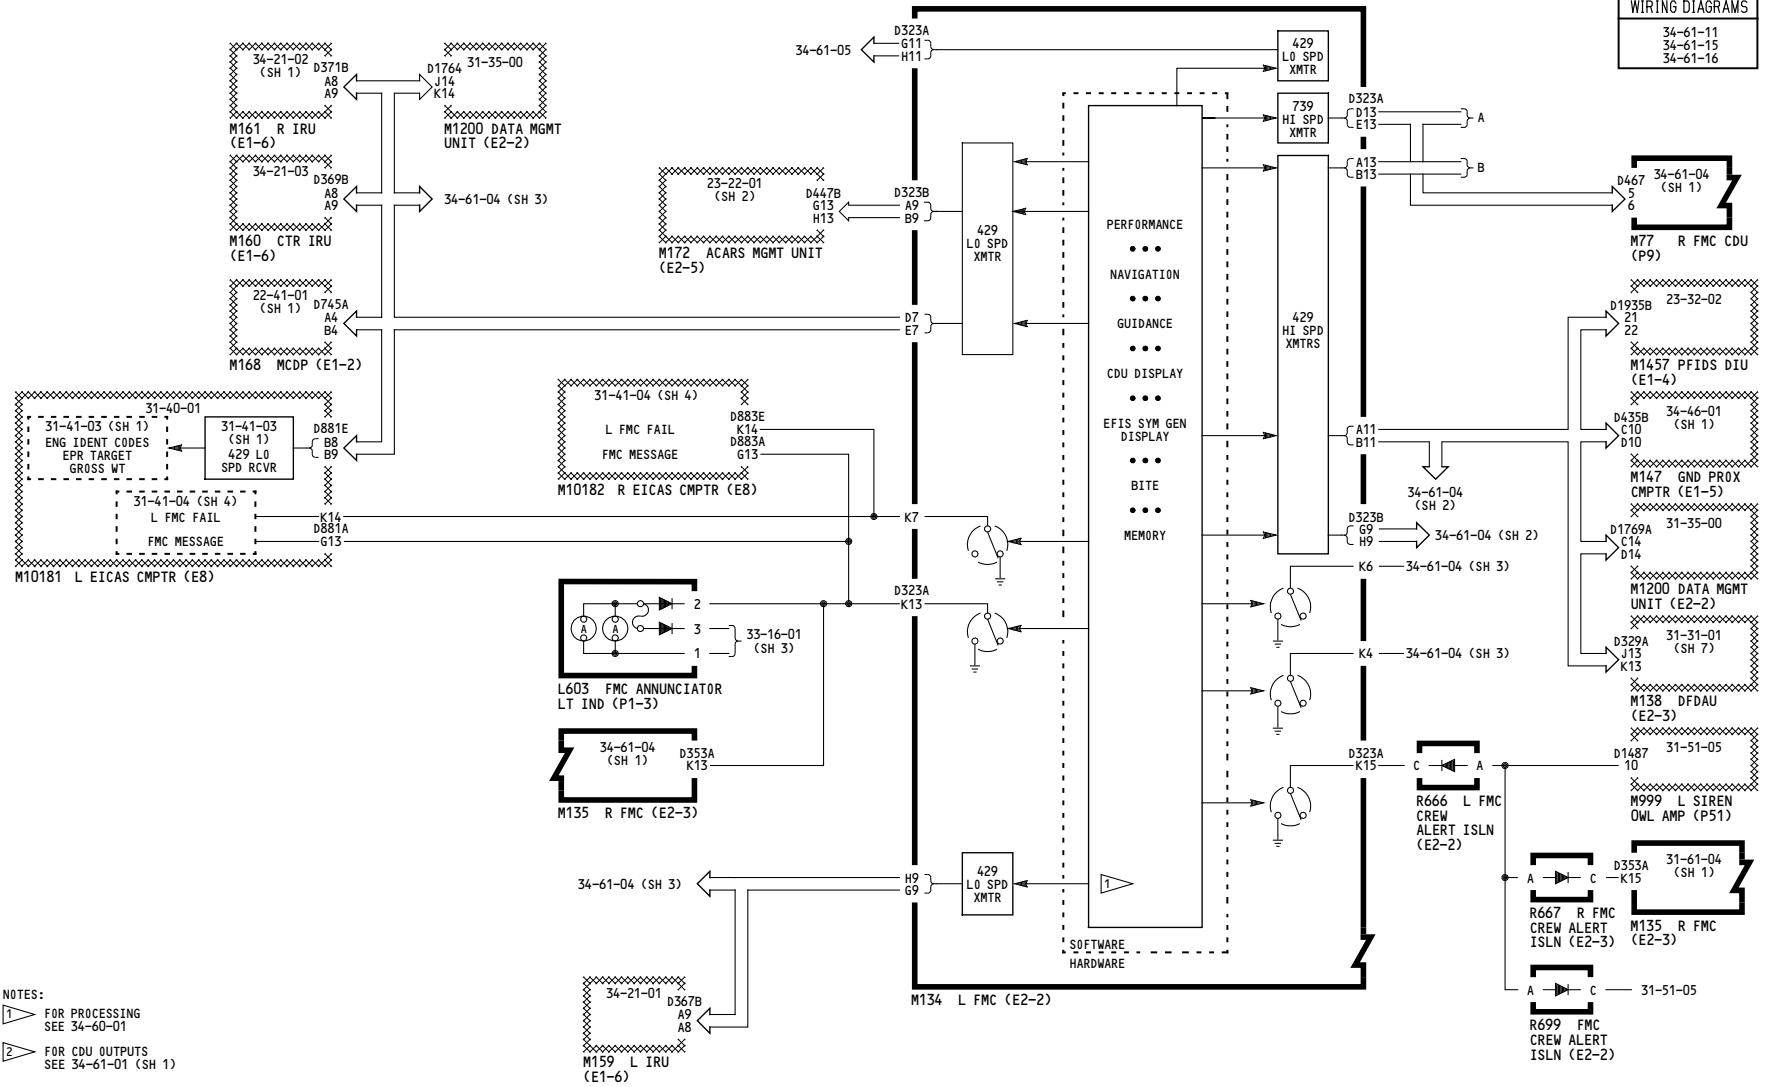 WIRING DIAGRAMS
34-61-11
34-61-15
34-61-16
34-21-02
(SH 1)
D371B
A8
A9
M161 R IRU
(E1-6)
31-35-00
D1764
J14
K14
M1200 DATA MGMT
UNIT (E2-2)
34-21-03
D369B
A8
A9
M160 CTR IRU
(E1-6)
34-61-04 (SH 3)
22-41-01
(SH 1)
D745A
A4
B4
M168 MCDP (E1-2)
31-40-01
31-41-03 (SH 1)
ENG IDENT CODES
EPR TARGET
GROSS WT
31-41-03
(SH 1)
429 LO
SPD RCVR
D881E
B8
B9
31-41-04 (SH 4)
L FMC FAIL
FMC MESSAGE
K14
D881A
G13
M10181 L EICAS CMPTR (E8)
34-61-05
D323A
G11
H11
23-22-01
(SH 2)
D447B
G13
H13
M172 ACARS MGMT UNIT
(E2-5)
D323B
A9
B9
D7
E7
429
LO SPD
XMTR
31-41-04 (SH 4)
L FMC FAIL
FMC MESSAGE
D883E
K14
D883A
G13
M10182 R EICAS CMPTR (E8)
K7
D323A
K13
A
A
2
3
1
33-16-01
(SH 3)
L603 FMC ANNUNCIATOR
LT IND (P1-3)
34-61-04
(SH 1)
D353A
K13
M135 R FMC (E2-3)
34-61-04 (SH 3)
H9
G9
429
LO SPD
XMTR
34-21-01
D367B
A9
A8
M159 L IRU
(E1-6)
PERFORMANCE
NAVIGATION
GUIDANCE
CDU DISPLAY
EFIS SYM GEN
DISPLAY
BITE
MEMORY
1
SOFTWARE
HARDWARE
M134 L FMC (E2-2)
429
LO SPD
XMTR
739
HI SPD
XMTR
429
HI SPD
XMTRS
D323A
D13
E13
A
A13
B13
B
D467
5
6
34-61-04
(SH 1)
M77 R FMC CDU
(P9)
A11
B11
34-61-04
(SH 2)
D323B
G9
H9
34-61-04 (SH 2)
K6
34-61-04 (SH 3)
K4
34-61-04 (SH 3)
D1935B
21
22
23-32-02
M1457 PFIDS DIU
(E1-4)
D435B
C10
D10
34-46-01
(SH 1)
M147 GND PROX
CMPTR (E1-5)
D1769A
C14
D14
31-35-00
M1200 DATA MGMT
UNIT (E2-2)
D329A
J13
K13
31-31-01
(SH 7)
M138 DFDAU
(E2-3)
D323A
K15
C
A
R666 L FMC
CREW
ALERT ISLN
(E2-2)
D1487
10
31-51-05
M999 L SIREN
OWL AMP (P51)
A
C
R667 R FMC
CREW ALERT
ISLN (E2-3)
D353A
K15
31-61-04
(SH 1)
M135 R FMC
(E2-3)
A
C
31-51-05
R699 FMC
CREW ALERT
ISLN (E2-2)
NOTES:
1 FOR PROCESSING
SEE 34-60-01
2 FOR CDU OUTPUTS
SEE 34-61-01 (SH 1)